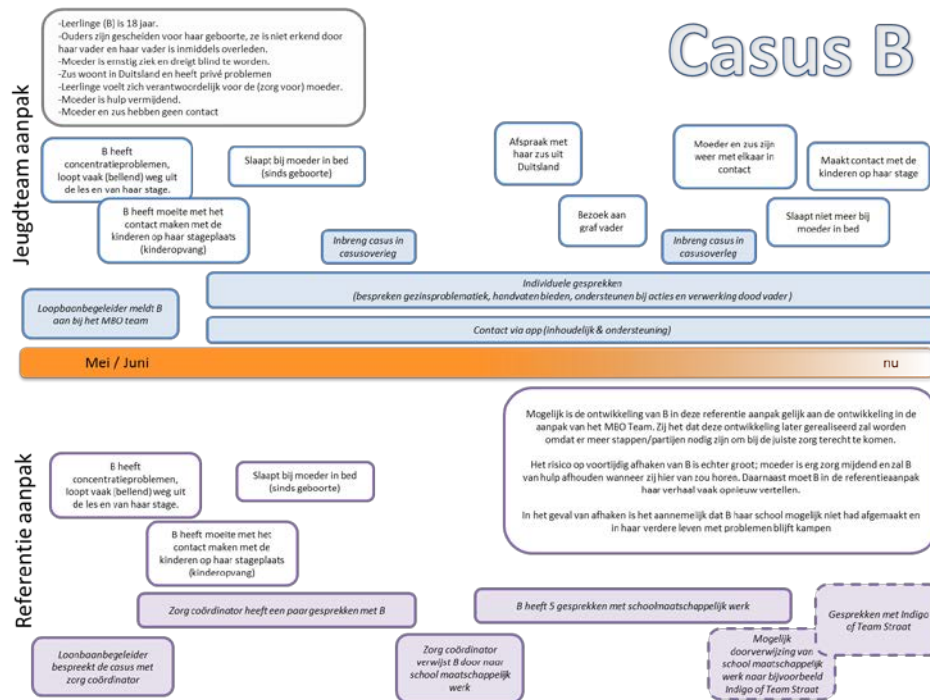 Casus B
-Leerlinge (B) is 18 jaar.
-Ouders zijn gescheiden voor haar geboorte, ze is niet erkend door
haar vader en haar vader is inmiddels overleden.
-Moeder is ernstig ziek en dreigt blind te worden.
-Zus woont in Duitsland en heeft privé problemen
-Leerlinge voelt zich verantwoordelijk voor de (zorg voor) moeder.
-Moeder is hulp vermijdend.
-Moeder en zus hebben geen contact
Jeugdteam aanpak
B heeft
concentratieproblemen,
loopt vaak (bellend) weg uit
de les en van haar stage.
Slaapt bij moeder in bed
(sinds geboorte)
Afspraak met
haar zus uit
Duitsland
Moeder en zus zijn
weer met elkaar in
contact
Maakt contact met de
kinderen op haar stage
B heeft moeite met het
contact maken met de
kinderen op haar stageplaats
(kinderopvang)
Inbreng casus in
casusoverleg
Bezoek aan
graf vader
Inbreng casus in
casusoverleg
Slaapt niet meer bij
moeder in bed
Loopbaanbegeleider meldt B
aan bij het MBO team
Individuele gesprekken
(bespreken gezinsproblematiek, handvaten bieden, ondersteunen bij acties en verwerking dood vader)
Contact via app (inhoudelijk & ondersteuning)
Mei / Juni
nu
Referentie aanpak
Mogelijk is de ontwikkeling van B in deze referentie aanpak gelijk aan de ontwikkeling in de
aanpak van het MBO Team. Zij het dat deze ontwikkeling later gerealiseerd zal worden
omdat er meer stappen/partijen nodig zijn om bij de juiste zorg terecht te komen.
Het risico op voortijdig afhaken van B is echter groot; moeder is erg zorg mijdend en zal B
van hulp afhouden wanneer zij hier van zou horen. Daarnaast moet B in de referentieaanpak
haar verhaal vaak opnieuw vertellen.
In het geval van afhaken is het aannemelijk dat B haar school mogelijk niet had afgemaakt en
in haar verdere leven met problemen blijft kampen
B heeft
concentratieproblemen,
loopt vaak (bellend) weg uit
de les en van haar stage.
Slaapt bij moeder in bed
(sinds geboorte)
B heeft moeite met het
contact maken met de
kinderen op haar stageplaats
(kinderopvang)
Zorg coördinator heeft een paar gesprekken met B
B heeft 5 gesprekken met schoolmaatschappelijk werk
Gesprekken met Indigo
of Team Straat
Loopbaanbegeleider
bespreekt de casus met
zorg coördinator
Zorg coördinator
verwijst B door naar
school maatschappelijk
werk
Mogelijk
doorverwijzing van
school maatschappelijk
werk naar bijvoorbeeld
Indigo of Team Straat